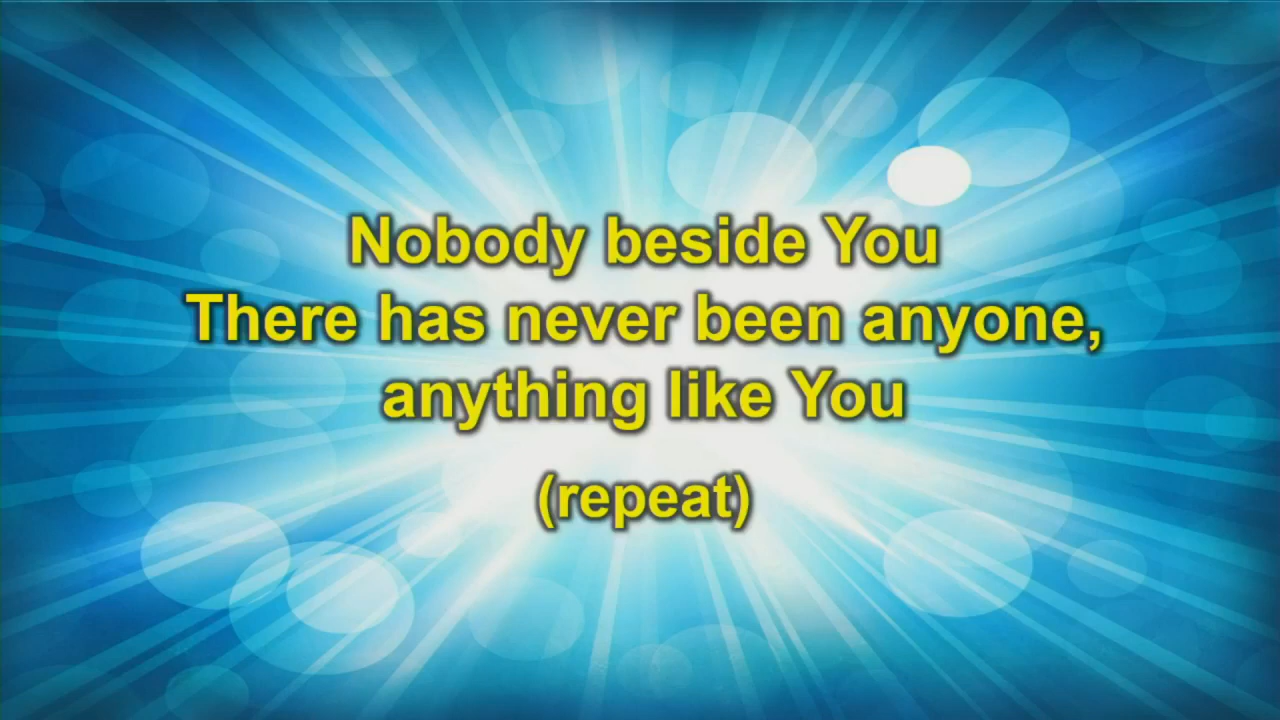 Nobody beside You
There has never been anyone,
anything like You
(repeat)